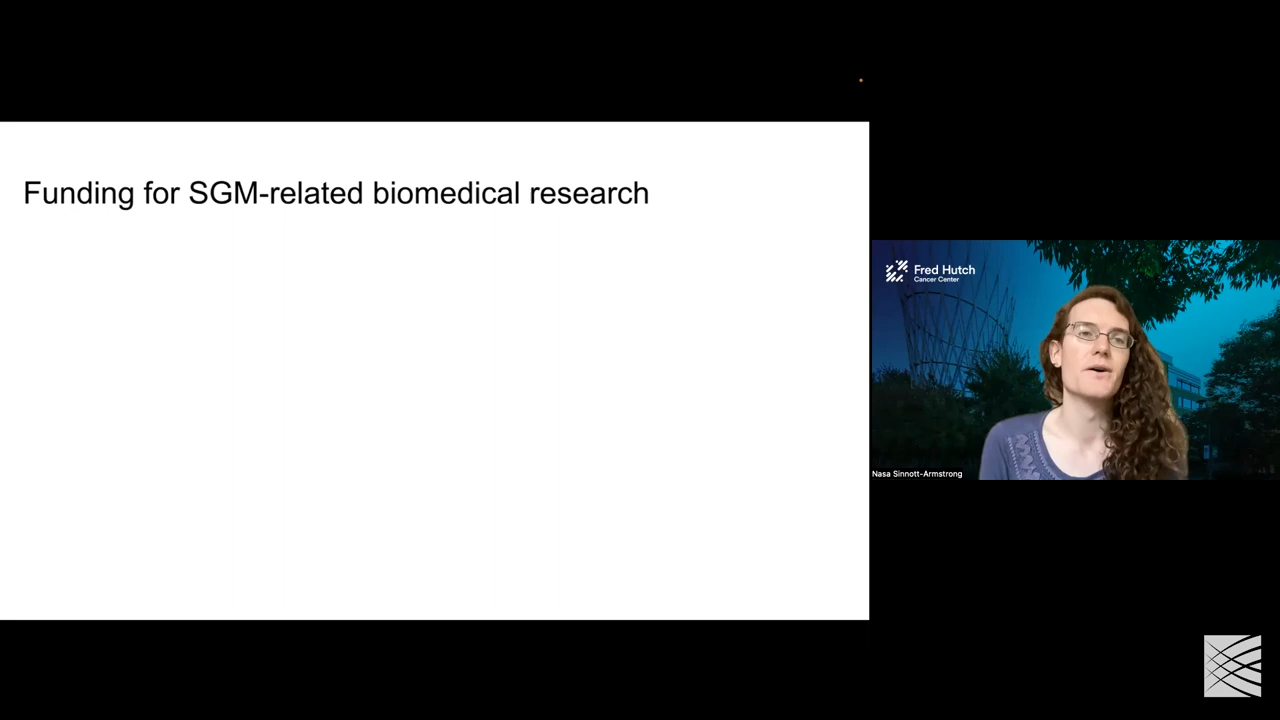 Funding for SGM-related biomedical research
Fred Hutch
Cancer Center
Nasa Sinnott-Armstrong